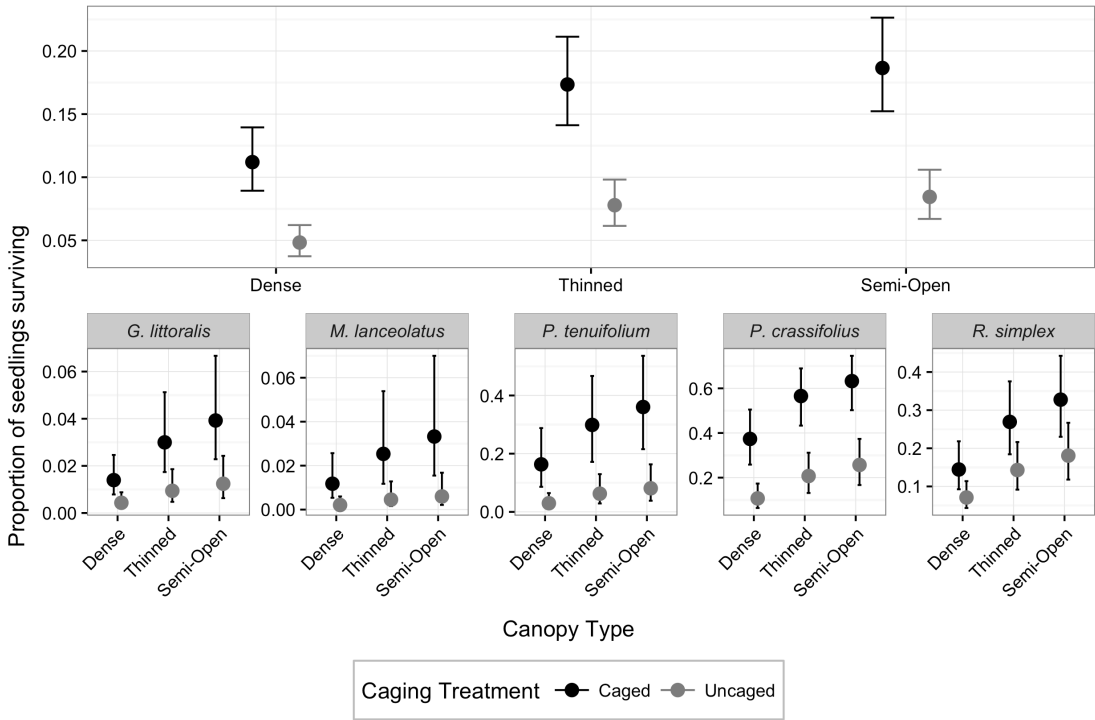 Proportion of seedlings surviving
0.20
0.15
0.10
0.05
Dense Thinned Semi-Open
G. littoralis M. lanceolatus P. tenuifolium P. crassifolius R. simplex
0.06
0.04
0.02
0.00
0.06
0.04
0.02
0.00
0.4
0.2
0.0
0.6
0.4
0.2
0.4
0.3
0.2
0.1
Dense Thinned Semi-Open
Dense Thinned Semi-Open
Dense Thinned Semi-Open
Dense Thinned Semi-Open
Dense Thinned Semi-Open
Canopy Type
Caging Treatment Caged Uncaged